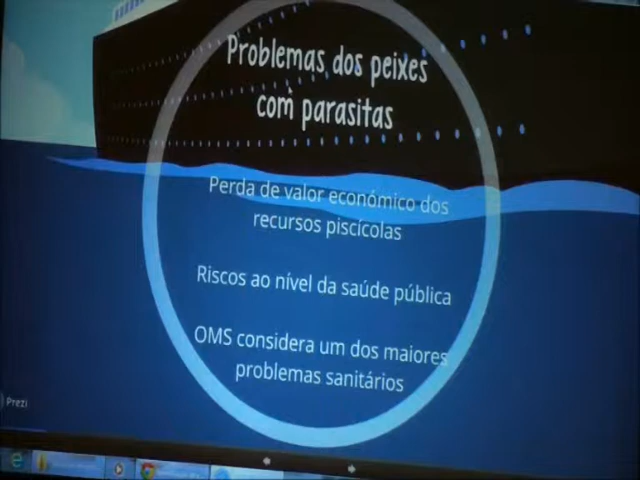 Problemas dos peixes
com parasitas
Perda de valor económico dos
recursos piscícolas
Riscos ao nível da saúde pública
OMS considera um dos maiores
problemas sanitários
Prezi